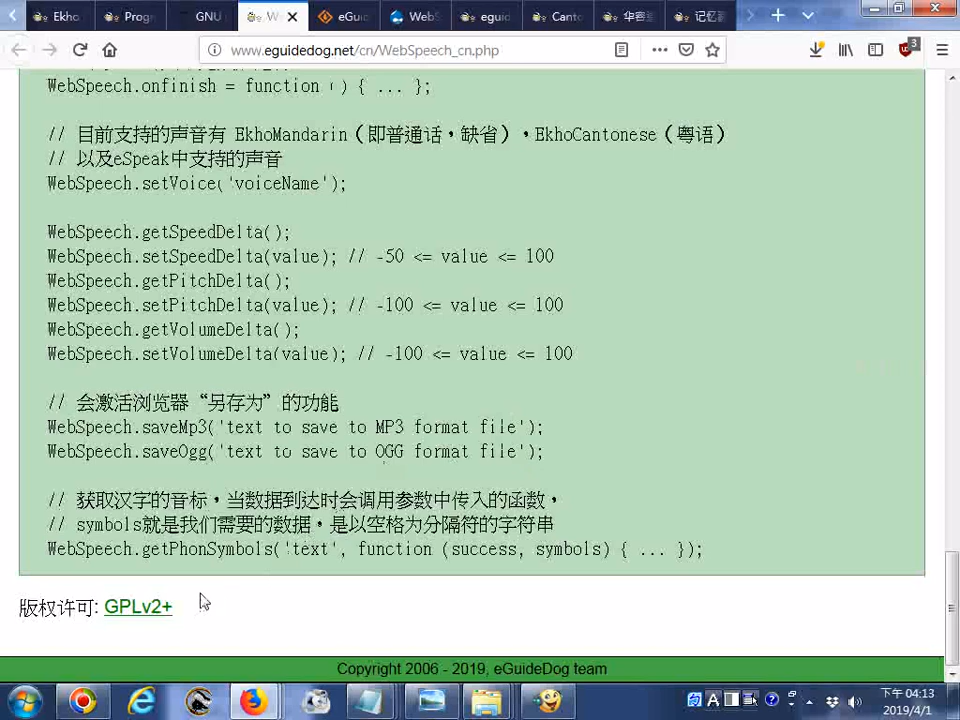 Ekho
Progr
GNU
W
eGui
WebS
eguid
Canto
华容道
记忆
www.eguidedog.net/cn/WebSpeech_cn.php
3
WebSpeech.onfinish = function () { ... };
// 目前支持的声音有 EkhoMandarin（即普通话，缺省），EkhoCantonese（粤语）
// 以及eSpeak中支持的声音
WebSpeech.setVoice('voiceName');
WebSpeech.getSpeedDelta();
WebSpeech.setSpeedDelta(value); // -50 <= value <= 100
WebSpeech.getPitchDelta();
WebSpeech.setPitchDelta(value); // -100 <= value <= 100
WebSpeech.getVolumeDelta();
WebSpeech.setVolumeDelta(value); // -100 <= value <= 100
// 会激活浏览器“另存为”的功能
WebSpeech.saveMp3('text to save to MP3 format file');
WebSpeech.saveOgg('text to save to OGG format file');
// 获取汉字的音标，当数据到达时会调用参数中传入的函数，
// symbols就是我们需要的数据，是以空格为分隔符的字符串
WebSpeech.getPhonSymbols('text', function (success, symbols) { ... });
版权许可: GPLv2+
Copyright 2006 - 2019, eGuideDog team
A
下午 04:13
2019/4/1